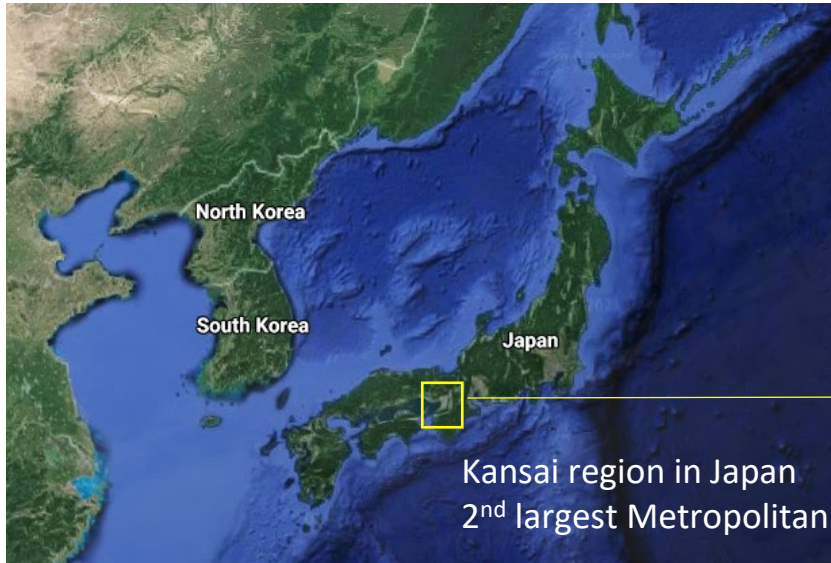 North Korea
South Korea
Japan
Kansai region in Japan
2nd largest Metropolitan